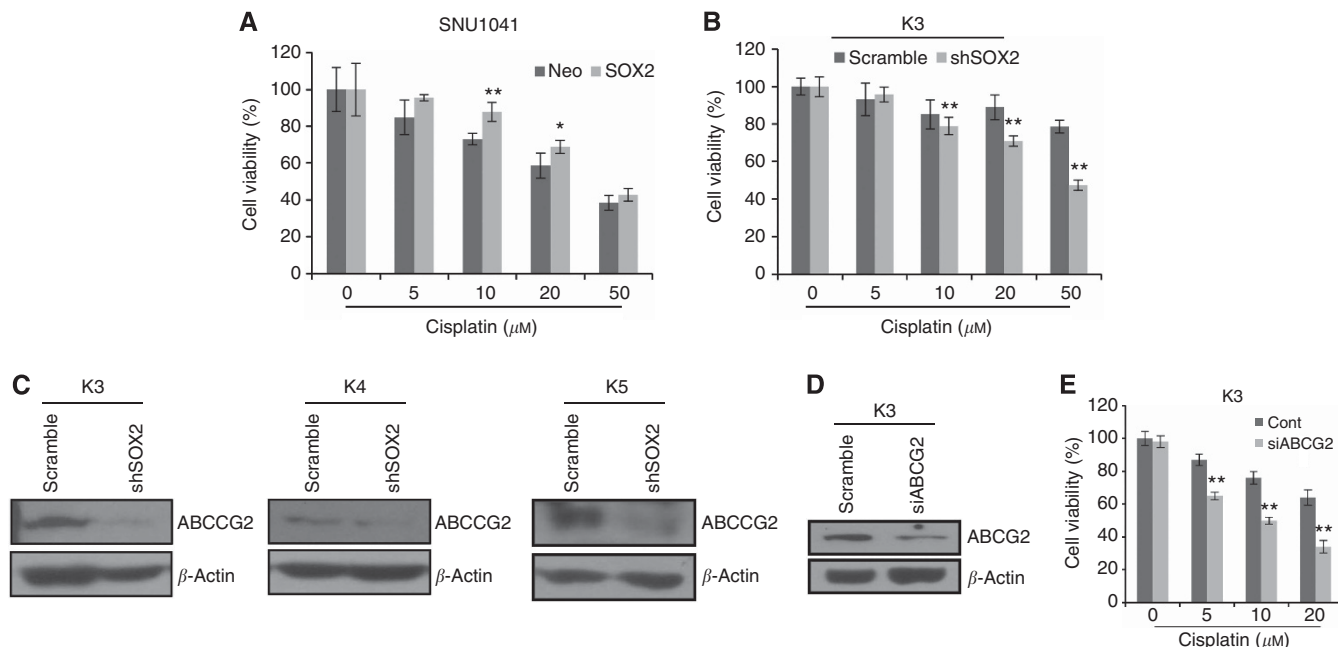 A
SNU1041
Cell viability (%)
120
100
80
60
40
20
0
Neo SOX2
**
*
0 5 10 20 50
Cisplatin (μM)
B
K3
Cell viability (%)
120
100
80
60
40
20
0
Scramble shSOX2
**
**
**
0 5 10 20 50
Cisplatin (μM)
C
K3
Scramble
shSOX2
ABCCG2
β-Actin
K4
Scramble
shSOX2
ABCCG2
β-Actin
K5
Scramble
shSOX2
ABCCG2
β-Actin
D
K3
Scramble
siABCG2
ABCG2
β-Actin
E
K3
Cell viability (%)
120
100
80
60
40
20
0
Cont
siABCG2
**
**
**
0 5 10 20
Cisplatin (μM)